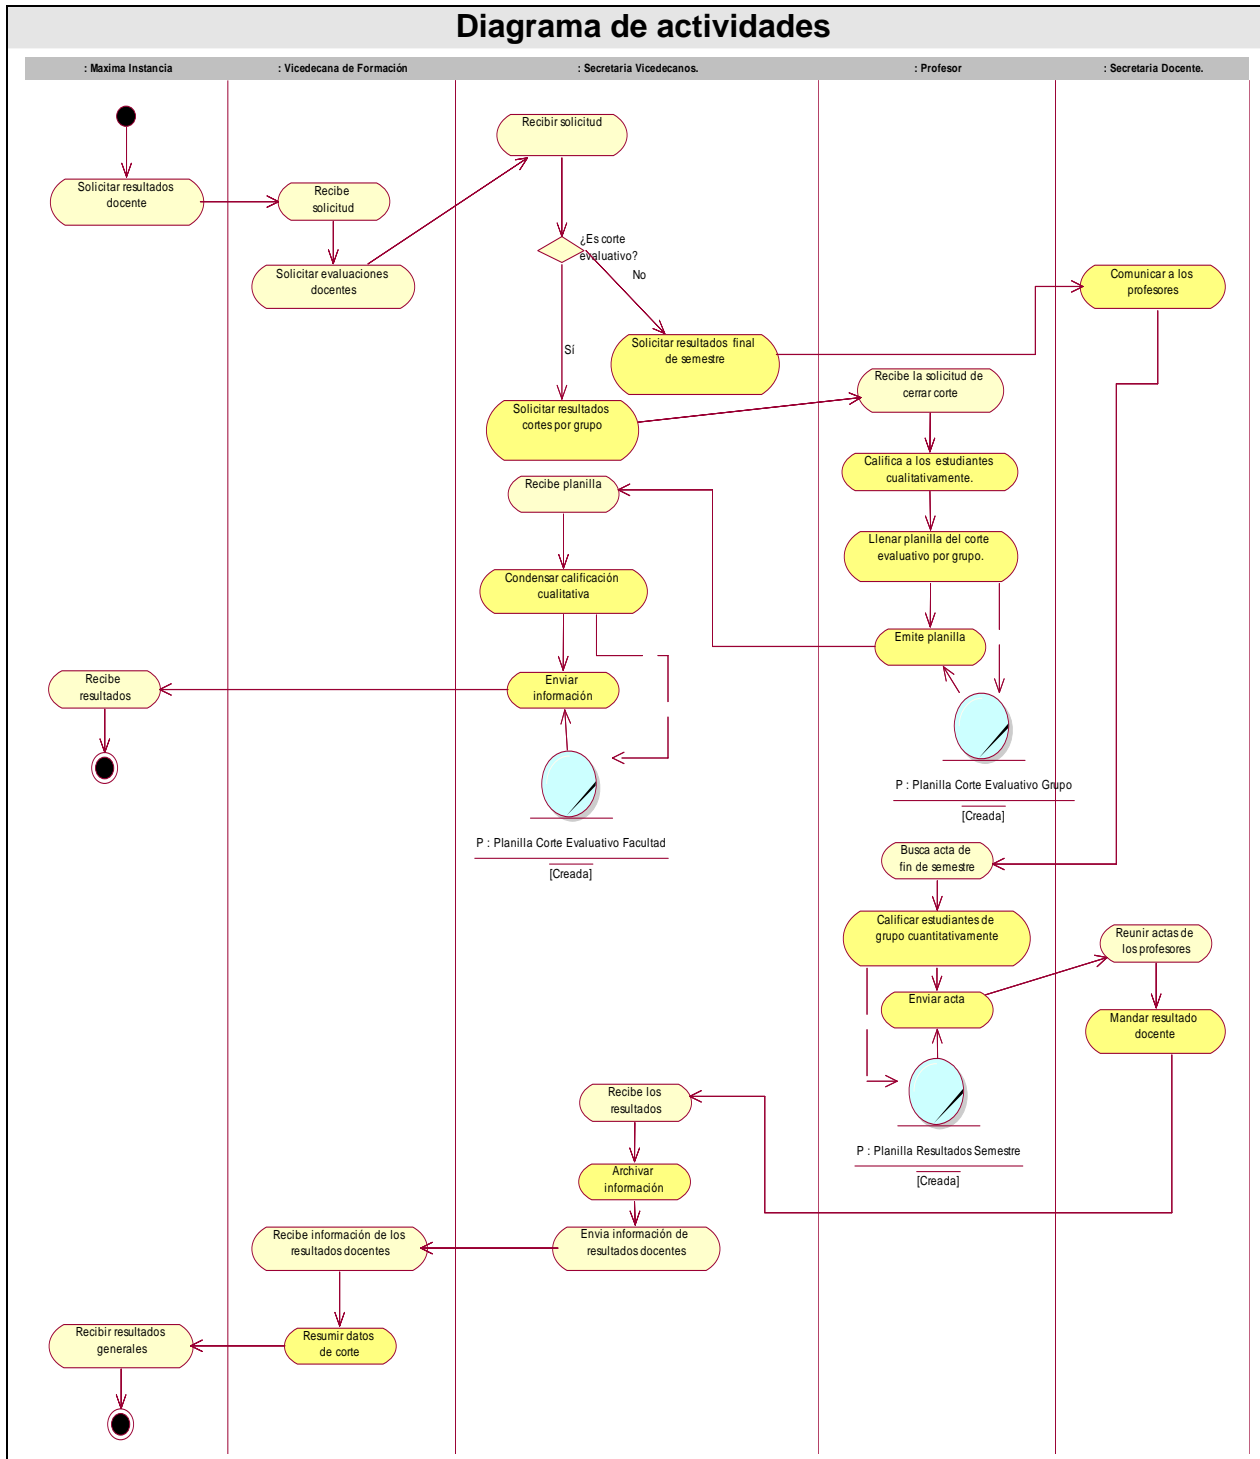 Diagrama de actividades
: Maxima Instancia
: Vicedecana de Formación
: Secretaria Vicedecanos.
: Profesor
: Secretaria Docente.
Recibir solicitud
Solicitar resultados
docente
Recibe
solicitud
¿Es corte
evaluativo?
No
Solicitar evaluaciones
docentes
Comunicar a los
profesores
Solicitar resultados final
de semestre
Sí
Recibe la solicitud de
cerrar corte
Solicitar resultados
cortes por grupo
Califica a los estudiantes
cualitativamente.
Recibe planilla
Llenar planilla del corte
evaluativo por grupo.
Condensar calificación
cualitativa
Emite planilla
Recibe
resultados
Enviar
información
P : Planilla Corte Evaluativo Grupo
[Creada]
P : Planilla Corte Evaluativo Facultad
[Creada]
Busca acta de
fin de semestre
Calificar estudiantes de
grupo cuantitativamente
Reunir actas de
los profesores
Enviar acta
Mandar resultado
docente
Recibe los
resultados
P : Planilla Resultados Semestre
[Creada]
Archivar
información
Recibe información de los
resultados docentes
Envia información de
resultados docentes
Recibir resultados
generales
Resumir datos
de corte